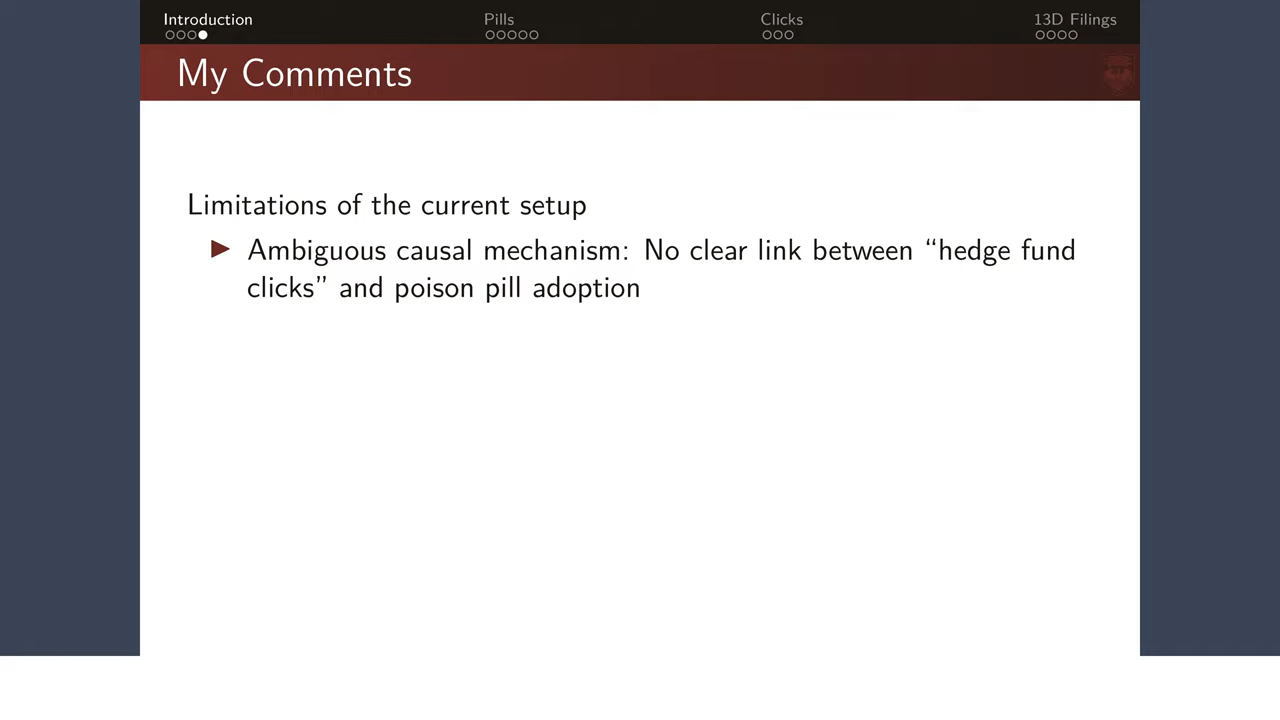 Introduction Pills Clicks 13D Filings
My Comments
Limitations of the current setup
Ambiguous causal mechanism: No clear link between “hedge fund
clicks” and poison pill adoption